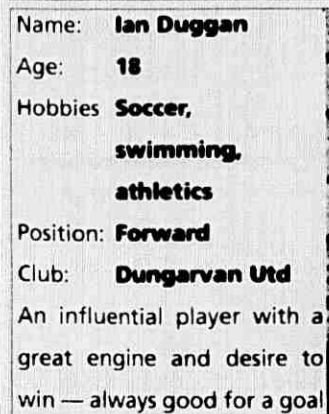 Name: Ian Duggan
Age: 18
Hobbies Soccer,
swimming,
athletics
Position: Forward
Club: Dungarvan Utd
An influential player with a
great engine and desire to
win — always good for a goal